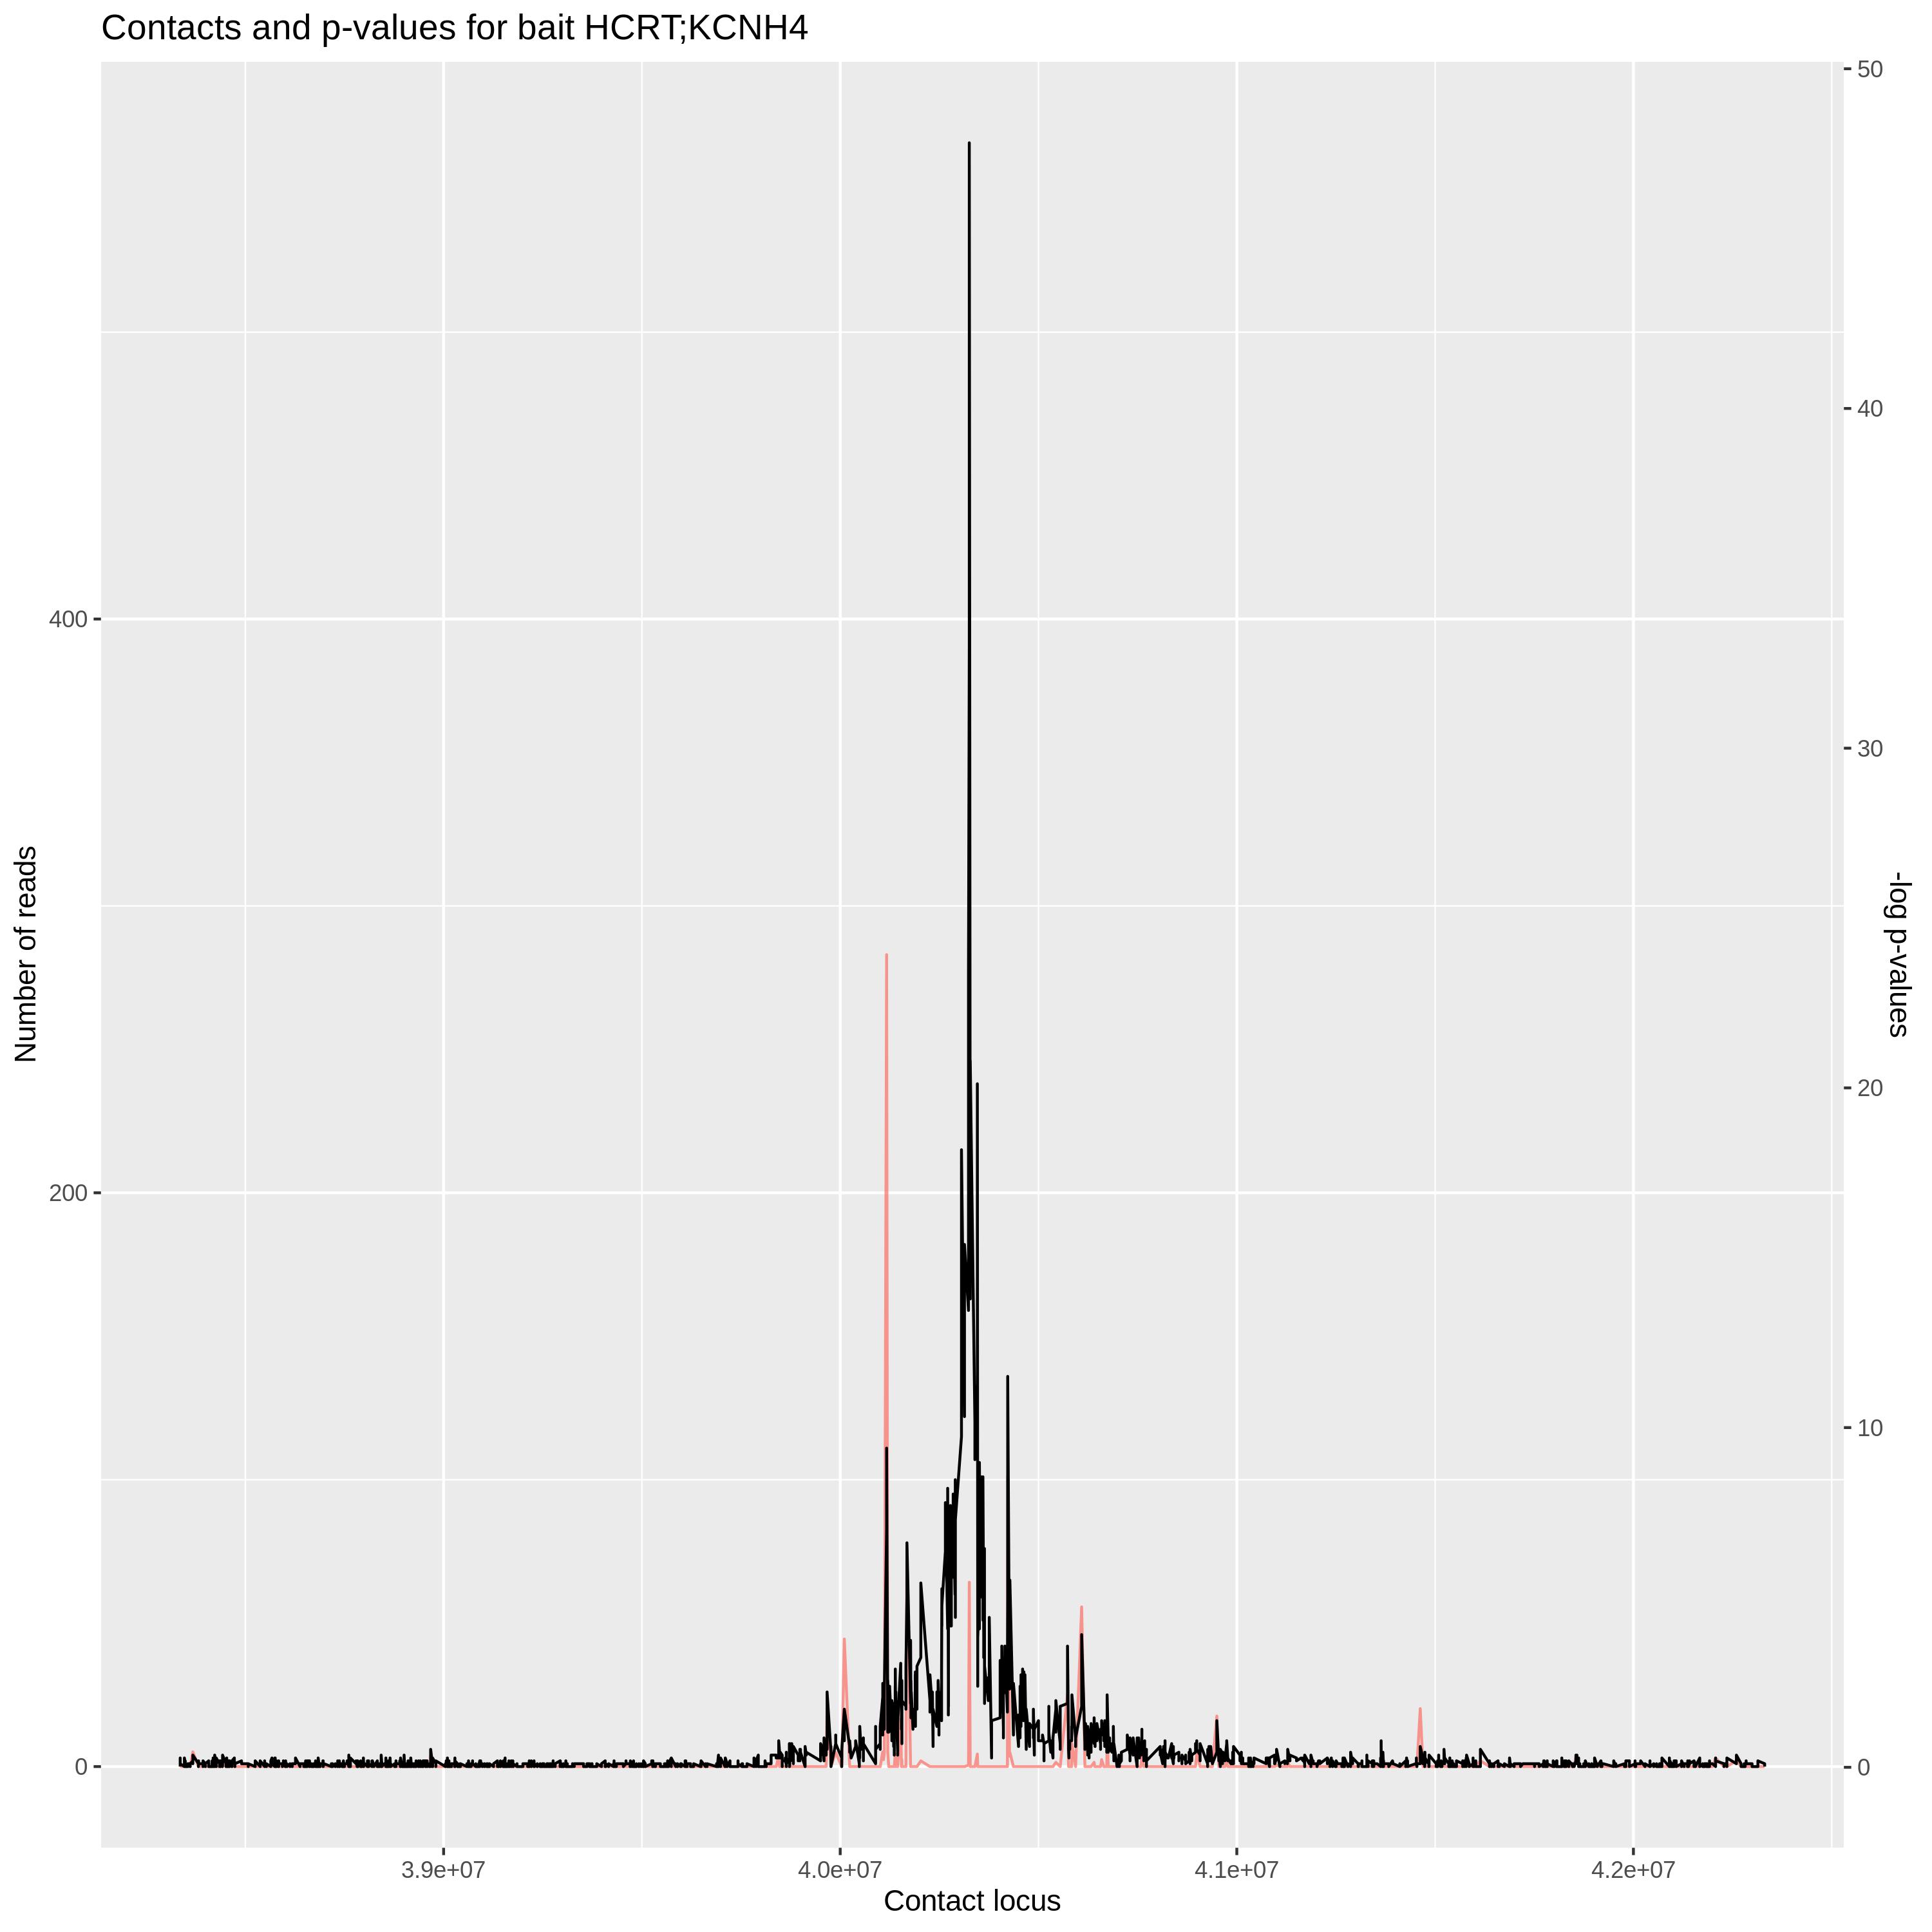 Contacts and p-values for bait HCRT;KCNH4
Number of reads
400
200
0
50
40
30
20
10
0
-log p-values
3.9e+07
4.0e+07
4.1e+07
4.2e+07
Contact locus